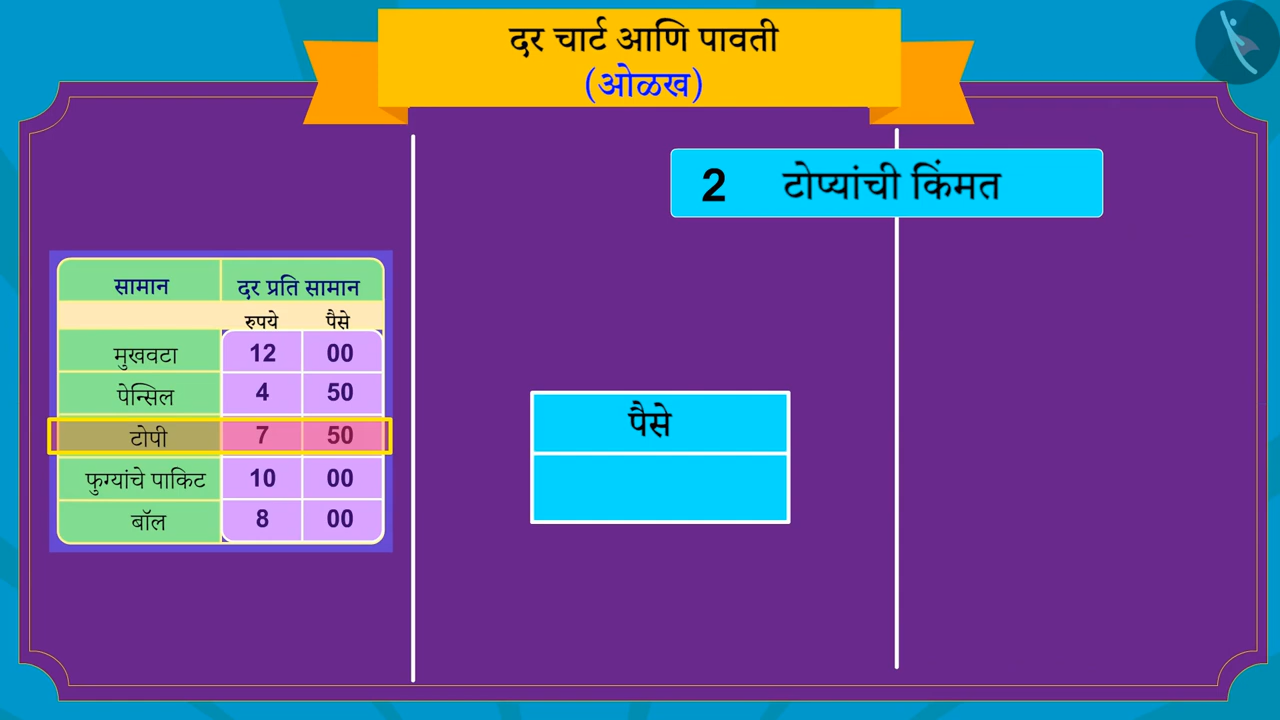 दर चार्ट आणि पावती
(ओळख)
2 टोप्यांची किंमत
सामान दर प्रति सामान
रुपये पैसे
मुखवटा 12 00
पेन्सिल 4 50
टोपी 7 50
फुग्यांचे पाकिट 10 00
बॉल 8 00
पैसे